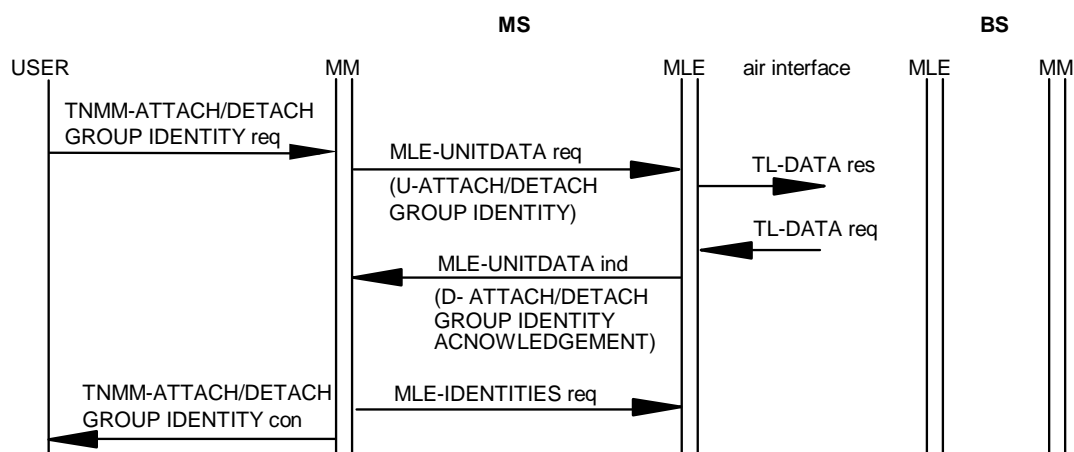 MS
BS
USER
MM
MLE
air interface
MLE
MM
TNMM-ATTACH/DETACH
GROUP IDENTITY req
MLE-UNITDATA req
(U-ATTACH/DETACH
GROUP IDENTITY)
TL-DATA res
TL-DATA req
MLE-UNITDATA ind
(D- ATTACH/DETACH
GROUP IDENTITY
ACNOWLEDGEMENT)
TNMM-ATTACH/DETACH
GROUP IDENTITY con
MLE-IDENTITIES req